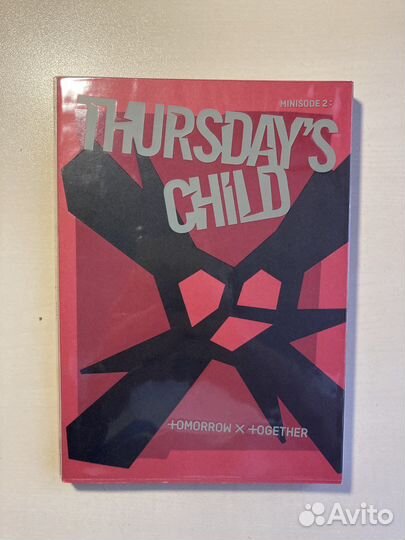 MINISODE 2:
THURSDAY'S
CHILD
TOMORROW × TOGETHER
Avito